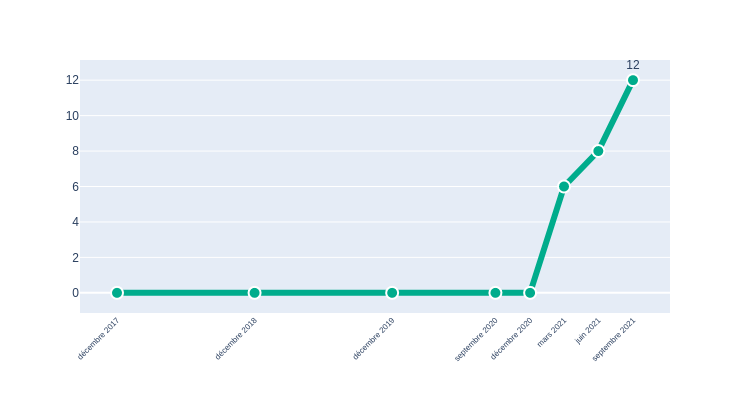 12
12
10
8
6
4
2
0
décembre 2017
décembre 2018
décembre 2019
septembre 2020
décembre 2020
mars 2021
juin 2021
septembre 2021